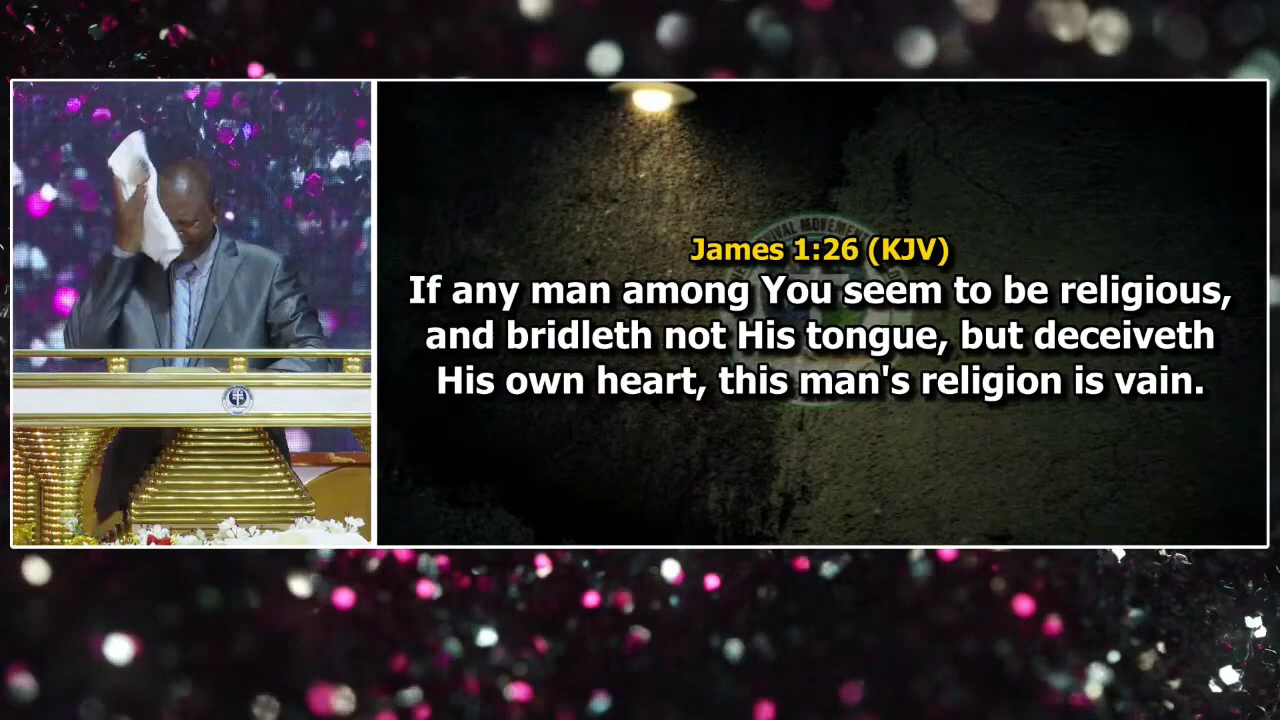 James 1:26 (KJV)
If any man among You seem to be religious,
and bridleth not His tongue, but deceiveth
His own heart, this man's religion is vain.